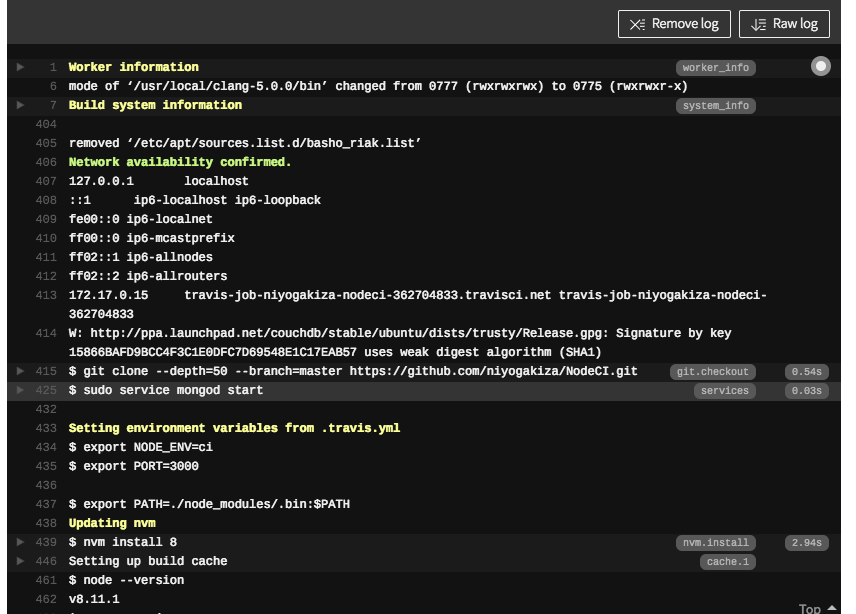 Remove log
Raw log
1 Worker information worker_info
6 mode of ‘/usr/local/clang-5.0.0/bin’ changed from 0777 (rwxrwxrwx) to 0775 (rwxrwxr-x)
7 Build system information system_info
404
405 removed ‘/etc/apt/sources.list.d/basho_riak.list’
406 Network availability confirmed.
407 127.0.0.1 localhost
408 ::1 ip6-localhost ip6-loopback
409 fe00::0 ip6-localnet
410 ff00::0 ip6-mcastprefix
411 ff02::1 ip6-allnodes
412 ff02::2 ip6-allrouters
413 172.17.0.15 travis-job-niyogakiza-nodeci-362704833.travisci.net travis-job-niyogakiza-nodeci-
362704833
414 W: http://ppa.launchpad.net/couchdb/stable/ubuntu/dists/trusty/Release.gpg: Signature by key
15866BAFD9BCC4F3C1E0DFC7D69548E1C17EAB57 uses weak digest algorithm (SHA1)
415 $ git clone --depth=50 --branch=master https://github.com/niyogakiza/NodeCI.git git.checkout 0.54s
425 $ sudo service mongod start services 0.03s
432
433 Setting environment variables from .travis.yml
434 $ export NODE_ENV=ci
435 $ export PORT=3000
436
437 $ export PATH=./node_modules/.bin:$PATH
438 Updating nvm
439 $ nvm install 8 nvm.install 2.94s
446 Setting up build cache cache.1
461 $ node --version
462 v8.11.1
Top